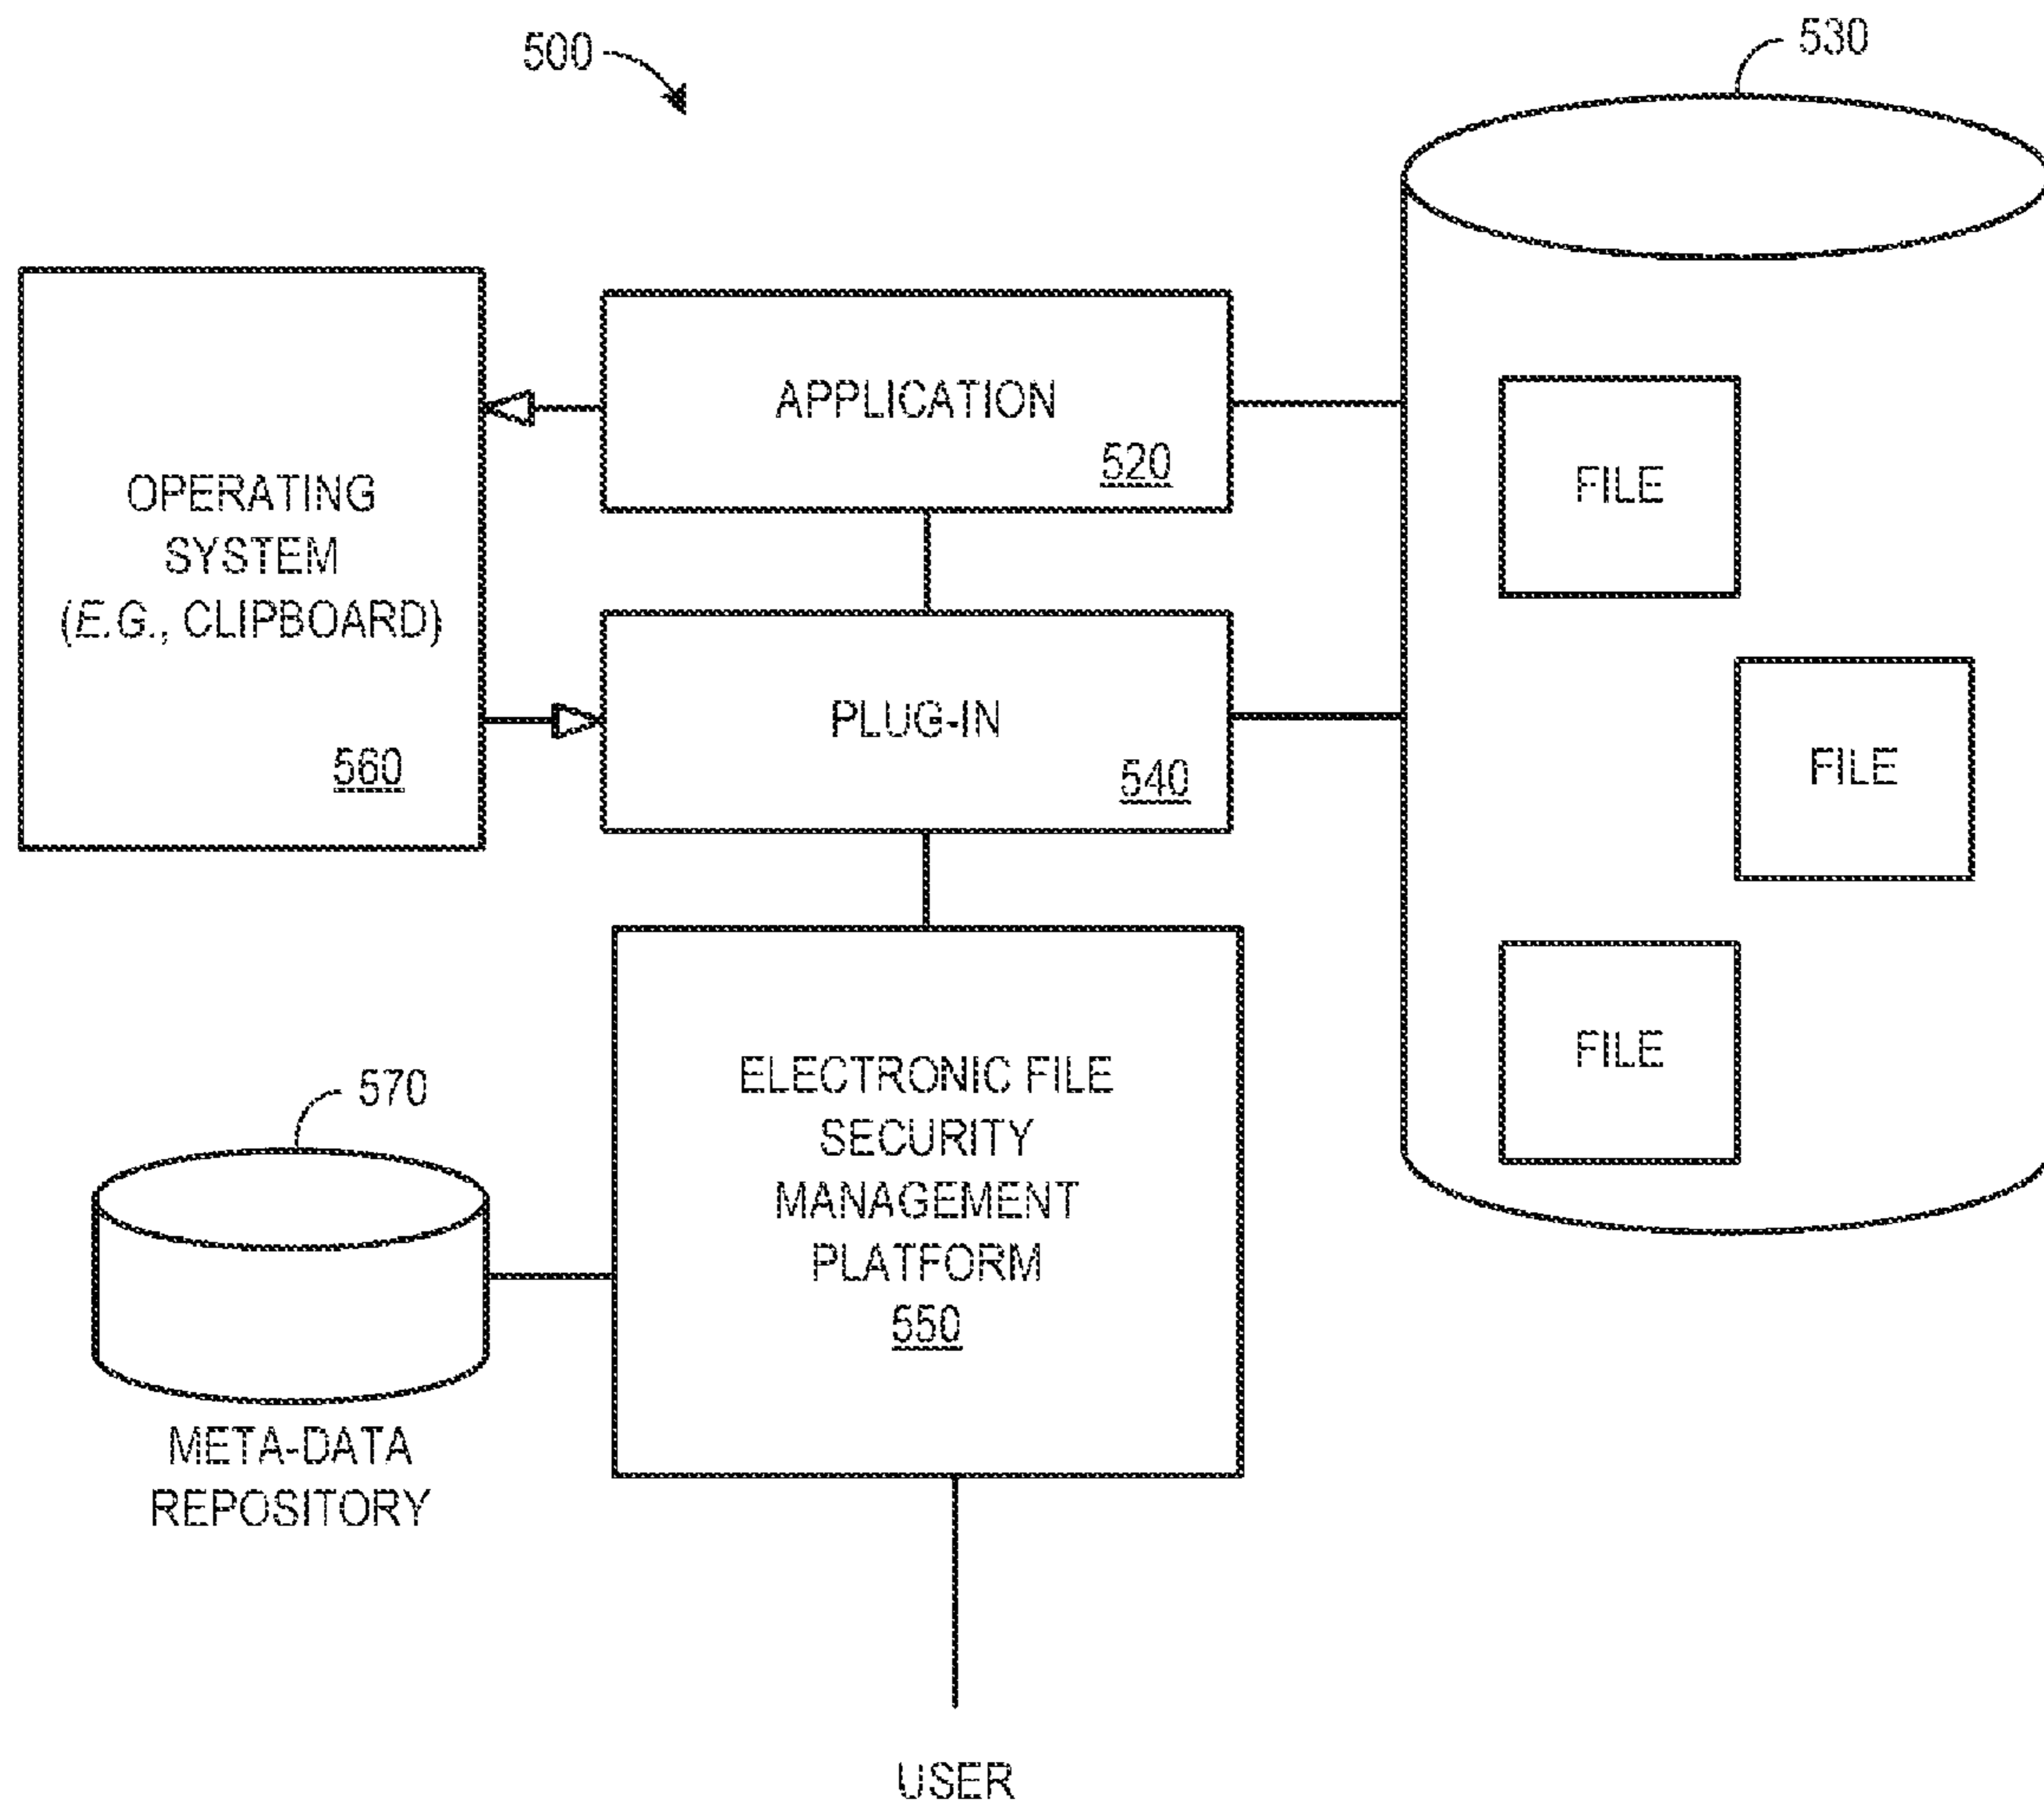 500
530
OPERATING
SYSTEM
(E.G., CLIPBOARD)
560
APPLICATION
520
PLUG-IN
540
FILE
FILE
FILE
ELECTRONIC FILE
SECURITY
MANAGEMENT
PLATFORM
550
570
META-DATA
REPOSITORY
USER